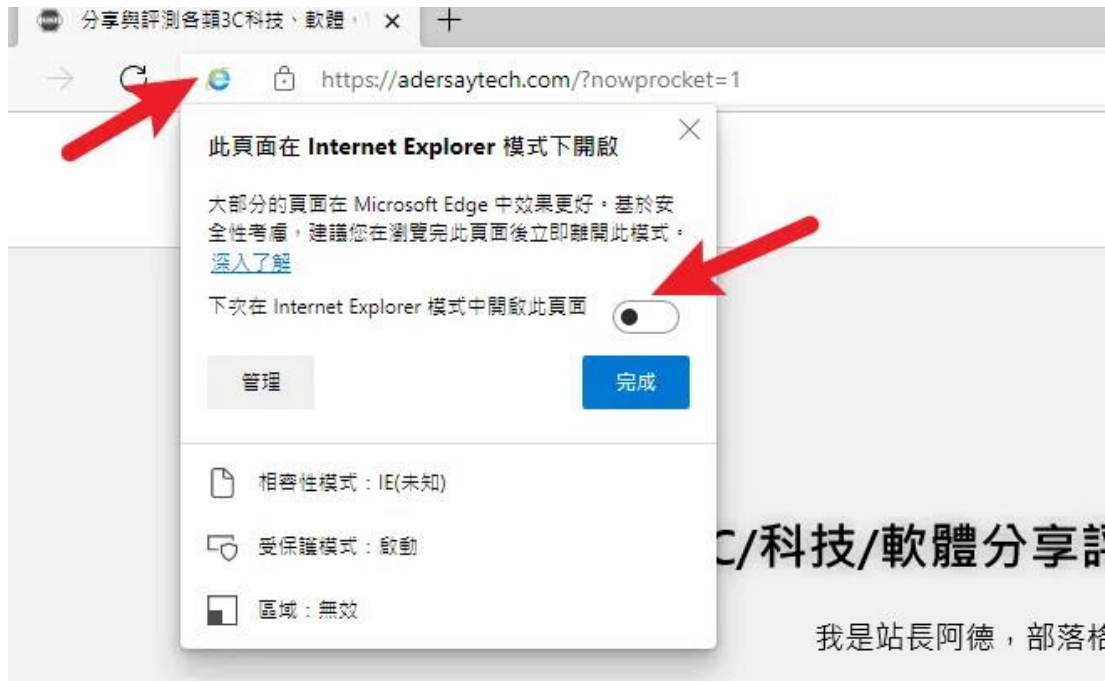 分享與評測各類3C科技、軟體,
https://adersaytech.com/?nowprocket=1
此頁面在 Internet Explorer 模式下開啟
大部分的頁面在 Microsoft Edge 中效果更好。基於安
全性考慮,建議您在瀏覽完此頁面後立即離開此模式。
深入了解
下次在 Internet Explorer 模式中開啟此頁面
管理
完成
相容性模式:IE(未知)
受保護模式:啟動
區域:無效
C/科技/軟體分享評
我是站長阿德,部落格